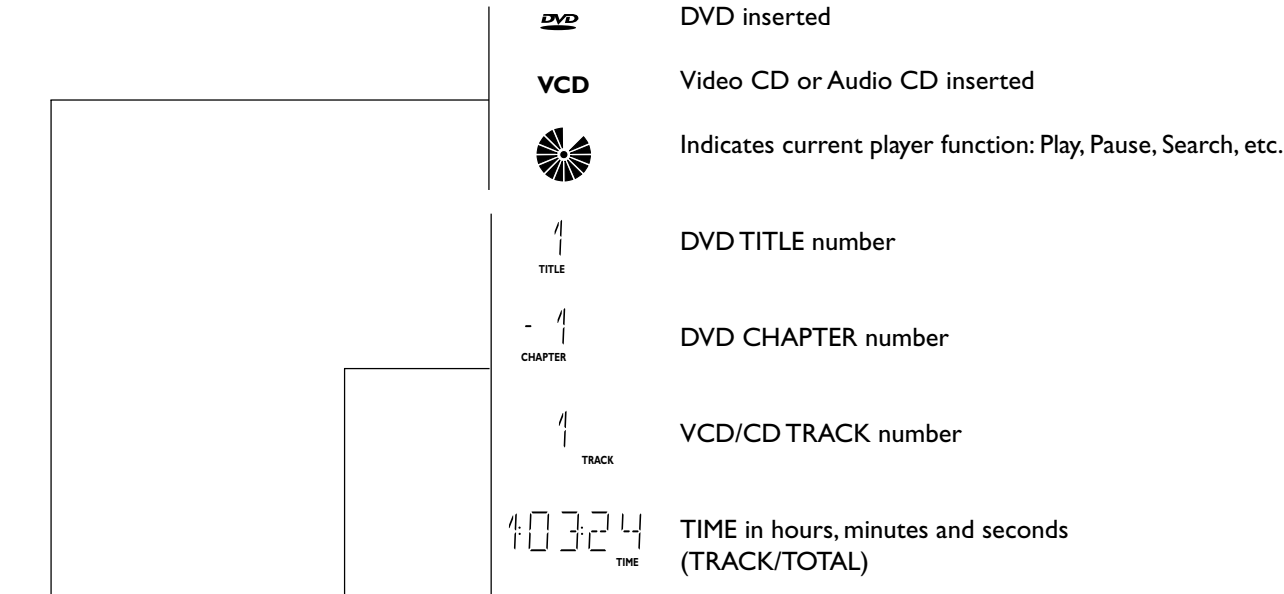 DVD DVD inserted
VCD Video CD or Audio CD inserted
Indicates current player function: Play, Pause, Search, etc.
1 DVD TITLE number
TITLE
- 1 DVD CHAPTER number
CHAPTER
1 VCD/CD TRACK number
TRACK
1:03:24 TIME in hours, minutes and seconds
TIME (TRACK/TOTAL)